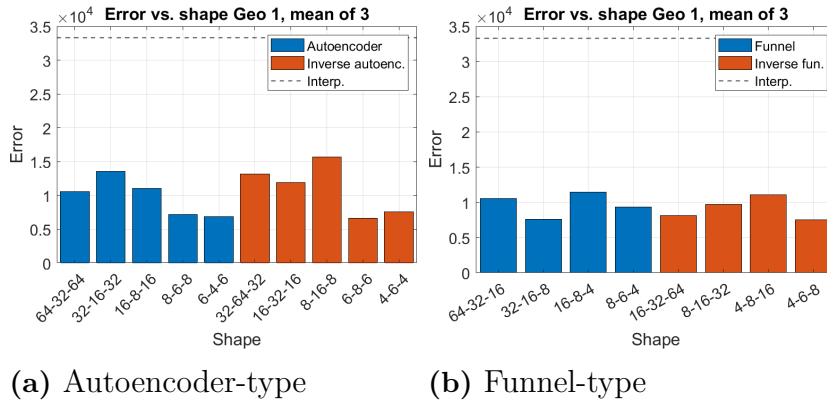 ×10⁴ Error vs. shape Geo 1, mean of 3
3.5
3
2.5
2
1.5
1
0.5
0
Error
Autoencoder
Inverse autoenc.
Interp.
64-32-64
32-16-32
16-8-16
8-6-8
6-4-6
32-64-32
16-32-16
8-16-8
6-8-6
4-6-4
Shape
(a) Autoencoder-type
×10⁴ Error vs. shape Geo 1, mean of 3
3.5
3
2.5
2
1.5
1
0.5
0
Error
Funnel
Inverse fun.
Interp.
64-32-16
32-16-8
16-8-4
8-6-4
16-32-64
8-16-32
4-8-16
4-6-8
Shape
(b) Funnel-type